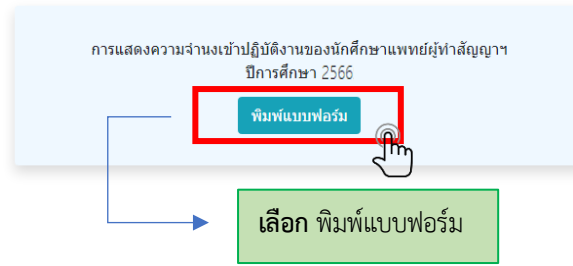 การแสดงความจำนงเข้าปฏิบัติงานของนักศึกษาแพทย์ผู้ทำสัญญาฯ
ปีการศึกษา 2566
พิมพ์แบบฟอร์ม
เลือก พิมพ์แบบฟอร์ม